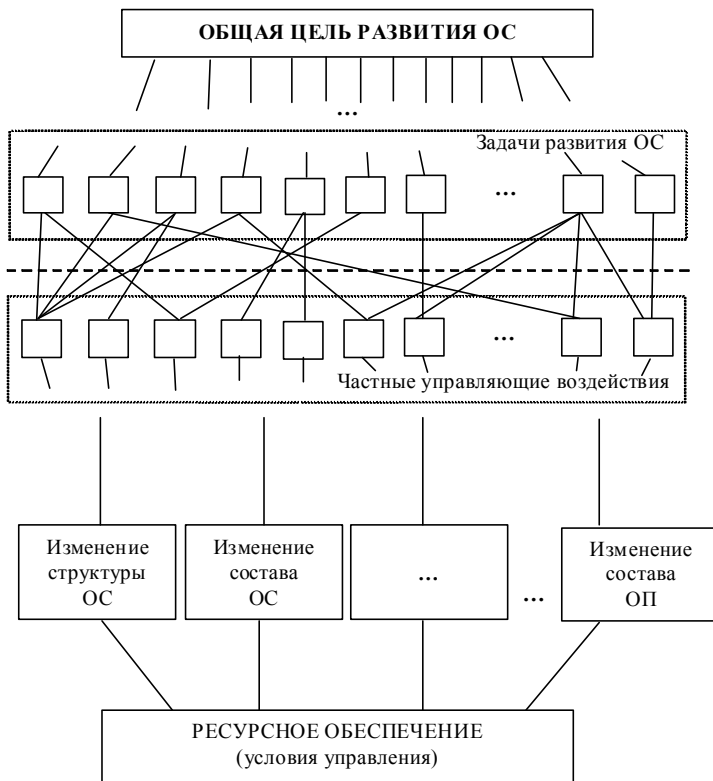 ОБЩАЯ ЦЕЛЬ РАЗВИТИЯ ОС
...
Задачи развития ОС
...
...
Частные управляющие воздействия
Изменение
структуры
ОС
Изменение
состава
ОС
...
...
Изменение
состава
ОП
РЕСУРСНОЕ ОБЕСПЕЧЕНИЕ
(условия управления)